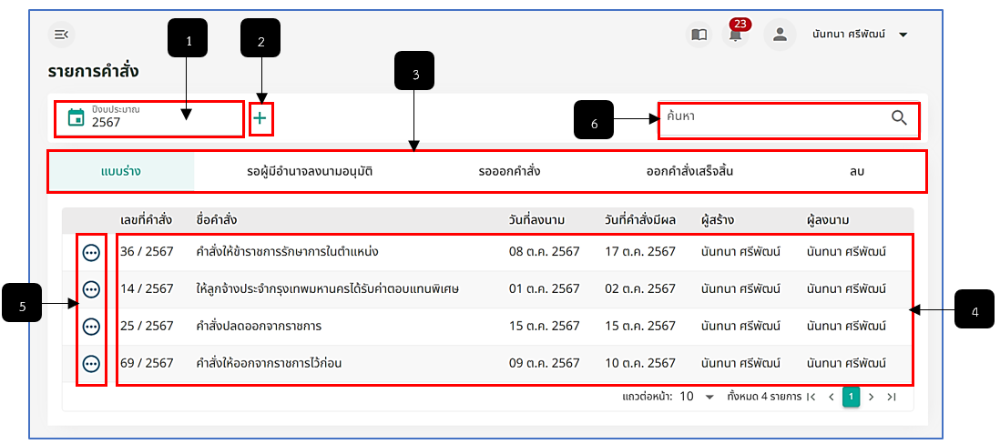 1
2
3
23
นันทนา ศรีพัฒน์
รายการคำสั่ง
ปีงบประมาณ
2567
6
ค้นหา
แบบร่าง รอผู้มีอำนาจลงนามอนุมัติ รอออกคำสั่ง ออกคำสั่งเสร็จสิ้น ลบ
เลขที่คำสั่ง ชื่อคำสั่ง วันที่ลงนาม วันที่คำสั่งมีผล ผู้สร้าง ผู้ลงนาม
36 / 2567 คำสั่งให้ข้าราชการรักษาการในตำแหน่ง 08 ต.ค. 2567 17 ต.ค. 2567 นันทนา ศรีพัฒน์ นันทนา ศรีพัฒน์
14 / 2567 ให้ลูกจ้างประจำกรุงเทพมหานครได้รับค่าตอบแทนพิเศษ 01 ต.ค. 2567 02 ต.ค. 2567 นันทนา ศรีพัฒน์ นันทนา ศรีพัฒน์
5
4
25 / 2567 คำสั่งปลดออกจากราชการ 15 ต.ค. 2567 15 ต.ค. 2567 นันทนา ศรีพัฒน์ นันทนา ศรีพัฒน์
69 / 2567 คำสั่งให้ออกจากราชการไว้ก่อน 09 ต.ค. 2567 10 ต.ค. 2567 นันทนา ศรีพัฒน์ นันทนา ศรีพัฒน์
แถวต่อหน้า: 10 ทั้งหมด 4 รายการ 1